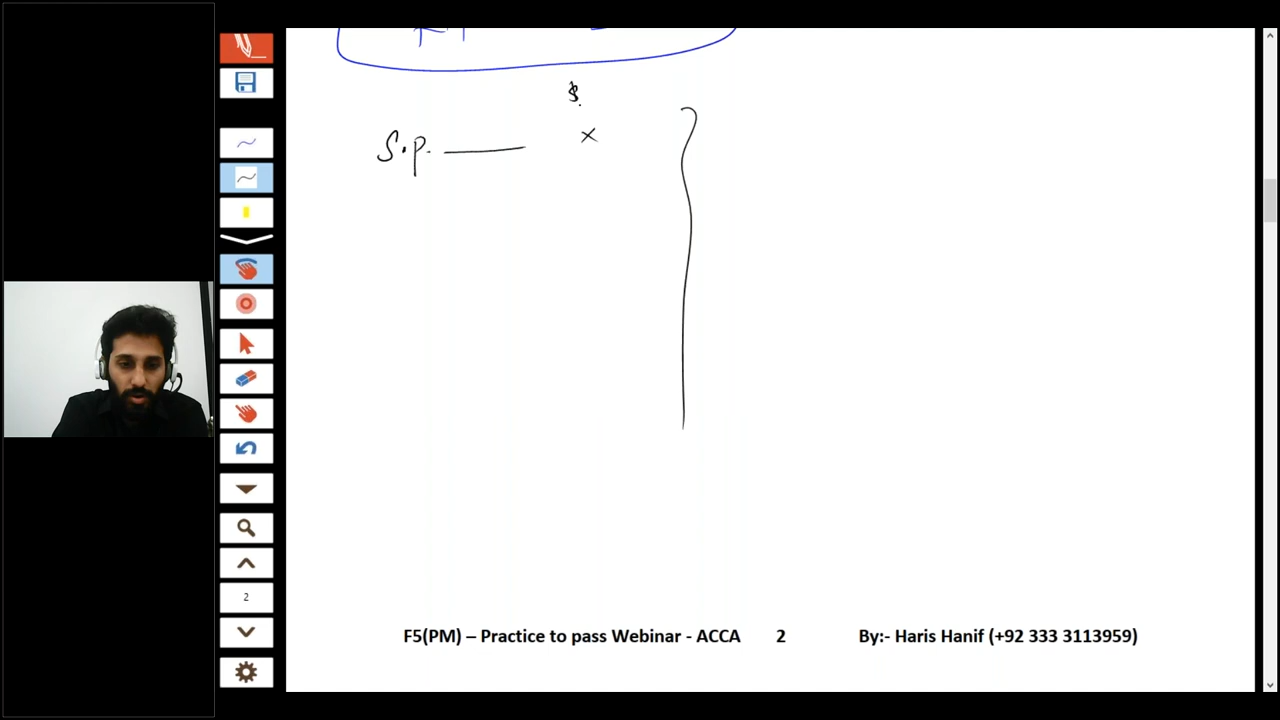 $
S.p. ——— ×
2
F5(PM) – Practice to pass Webinar - ACCA 2 By:- Haris Hanif (+92 333 3113959)